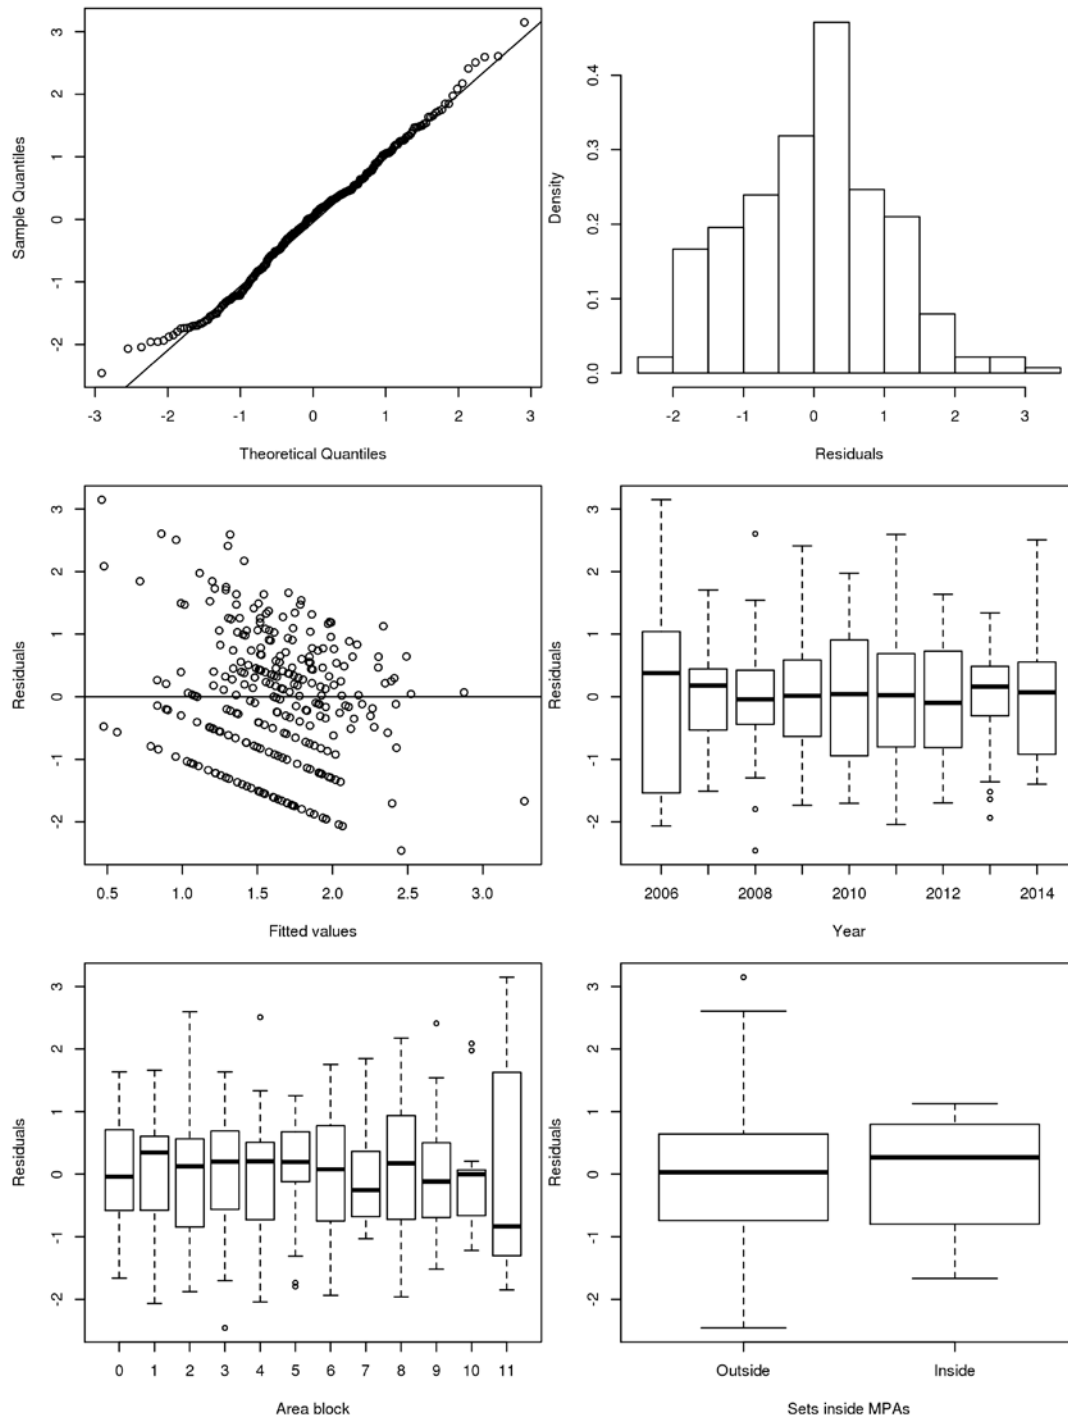 3
2
1
0
-1
-2
Sample Quantiles
-3 -2 -1 0 1 2 3
Theoretical Quantiles
0.4
0.3
0.2
0.1
0.0
Density
-2 -1 0 1 2 3
Residuals
3
2
1
0
-1
-2
Residuals
0.5 1.0 1.5 2.0 2.5 3.0
Fitted values
3
2
1
0
-1
-2
Residuals
2006 2008 2010 2012 2014
Year
3
2
1
0
-1
-2
Residuals
0 1 2 3 4 5 6 7 8 9 10 11
Area block
3
2
1
0
-1
-2
Residuals
Outside Inside
Sets inside MPAs